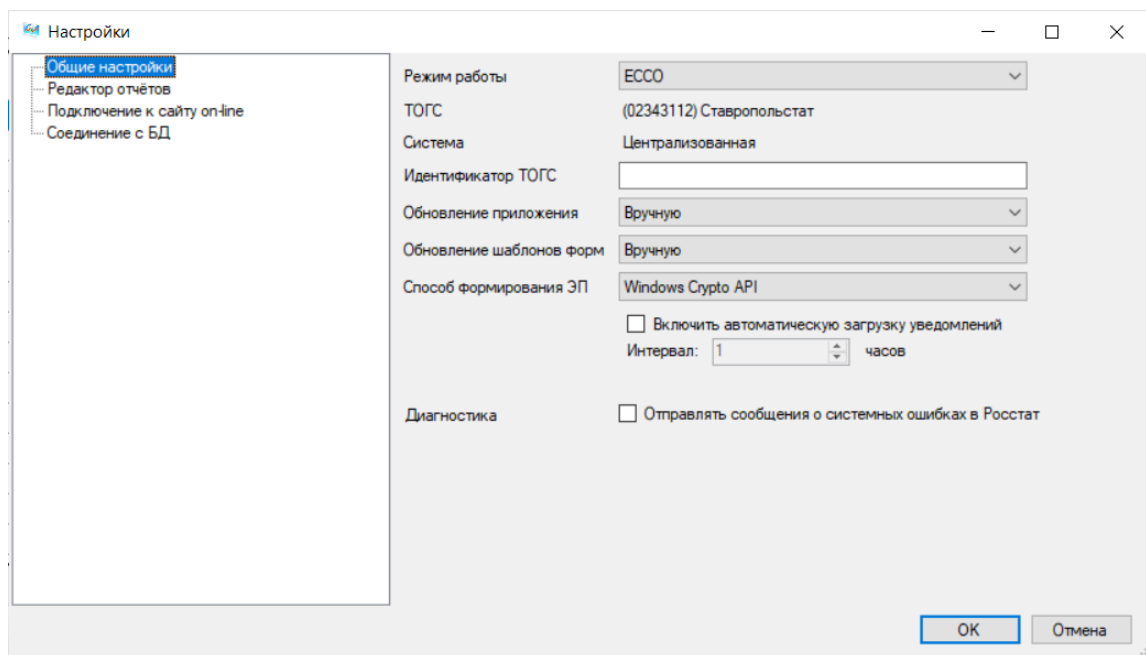 Настройки
Общие настройки
Редактор отчётов
Подключение к сайту on-line
Соединение с БД
Режим работы
ЕССО
ТОГС
(02343112) Ставропольстат
Система
Централизованная
Идентификатор ТОГС
Обновление приложения
Вручную
Обновление шаблонов форм
Вручную
Способ формирования ЭП
Windows Crypto API
Включить автоматическую загрузку уведомлений
Интервал: 1 часов
Диагностика
Отправлять сообщения о системных ошибках в Росстат
OK
Отмена